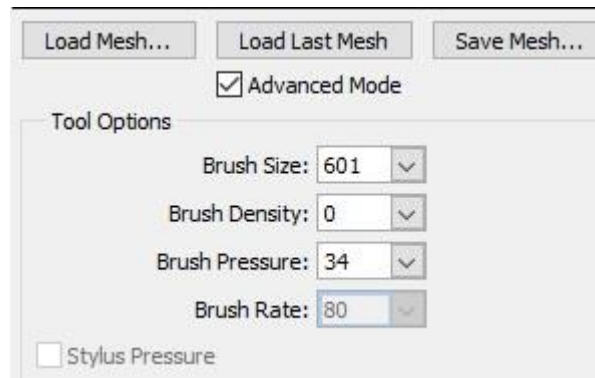 Load Mesh... Load Last Mesh Save Mesh...
Advanced Mode
Tool Options
Brush Size: 601
Brush Density: 0
Brush Pressure: 34
Brush Rate: 80
Stylus Pressure